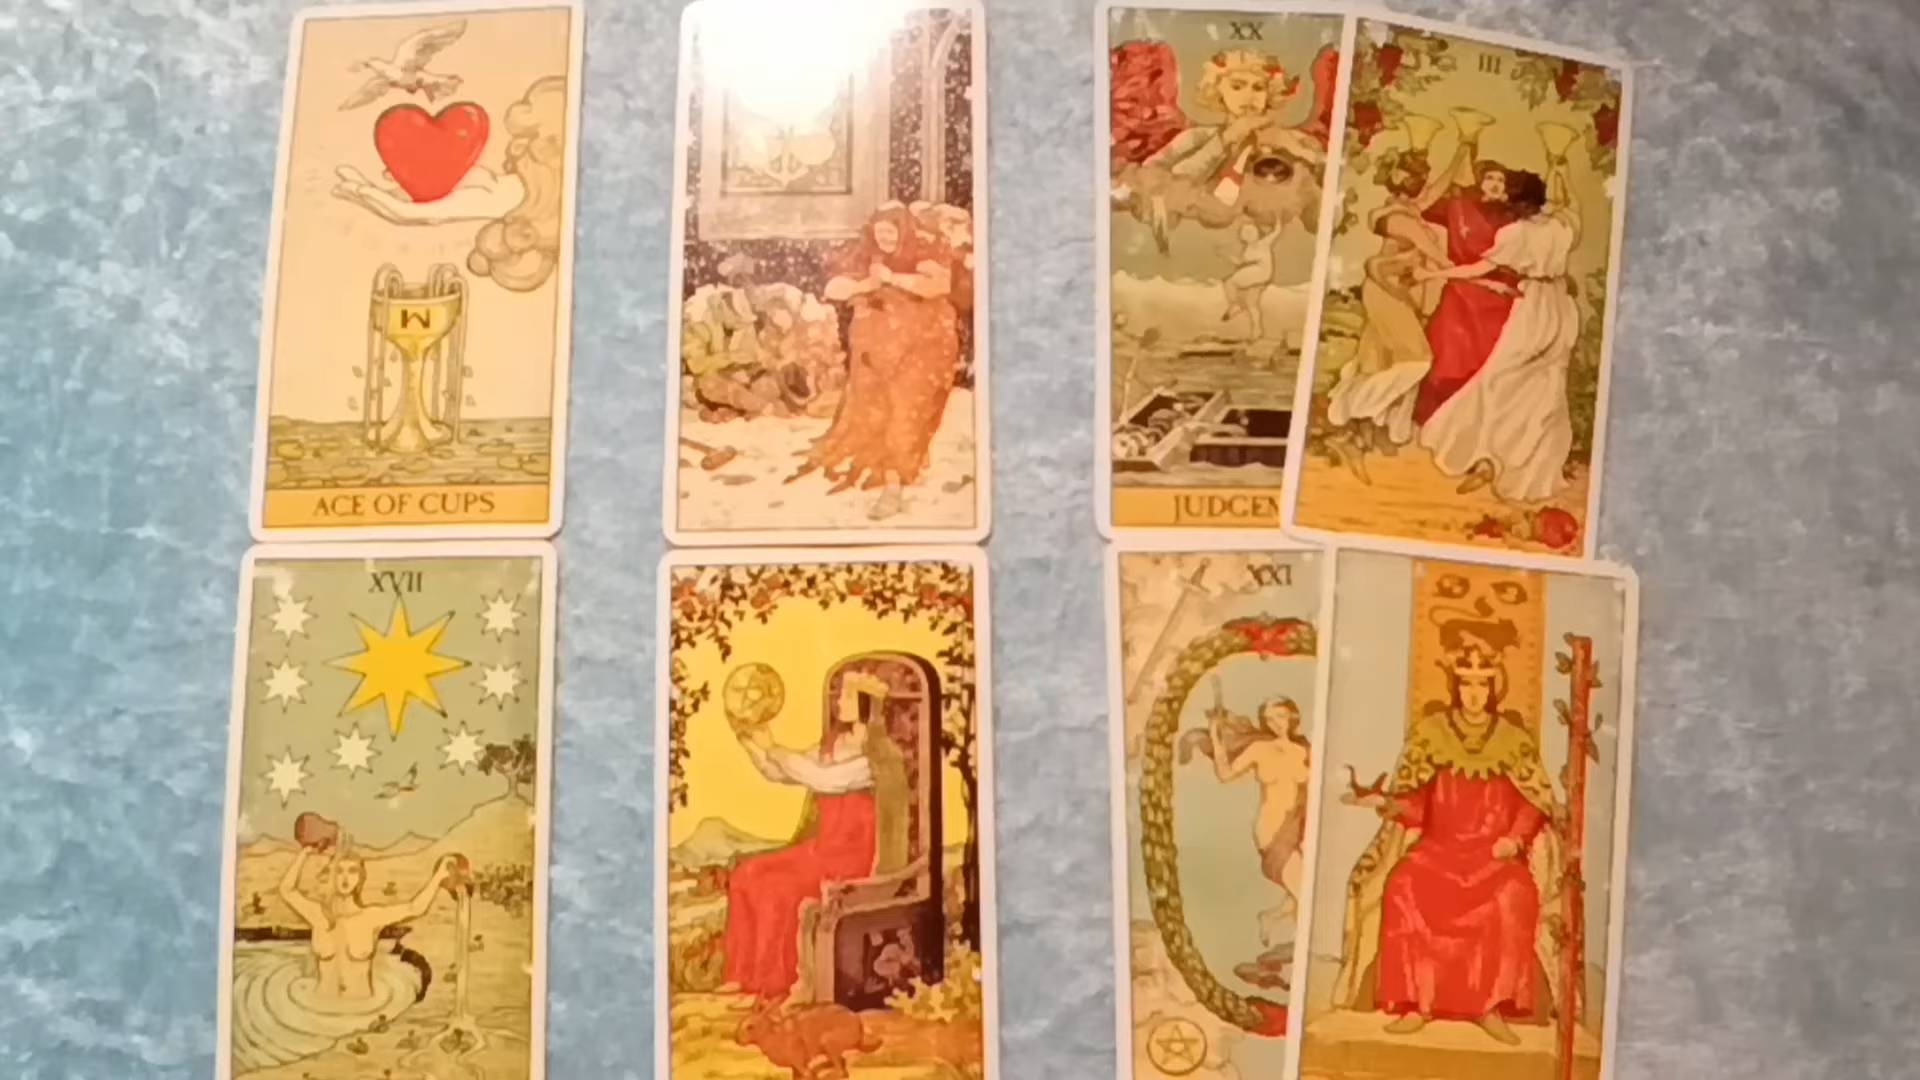 ACE OF CUPS
XX
JUDGEM
III
XVII
XXI
M